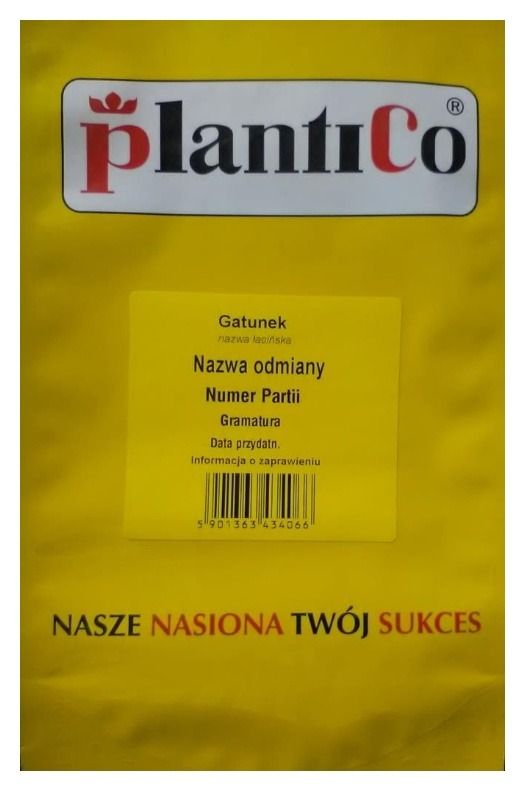 plantico ®
Gatunek
nazwa łacińska
Nazwa odmiany
Numer Partii
Gramatura
Data przydatn.
Informacja o zaprawieniu
5 901363 434066
NASZE NASIONA TWÓJ SUKCES